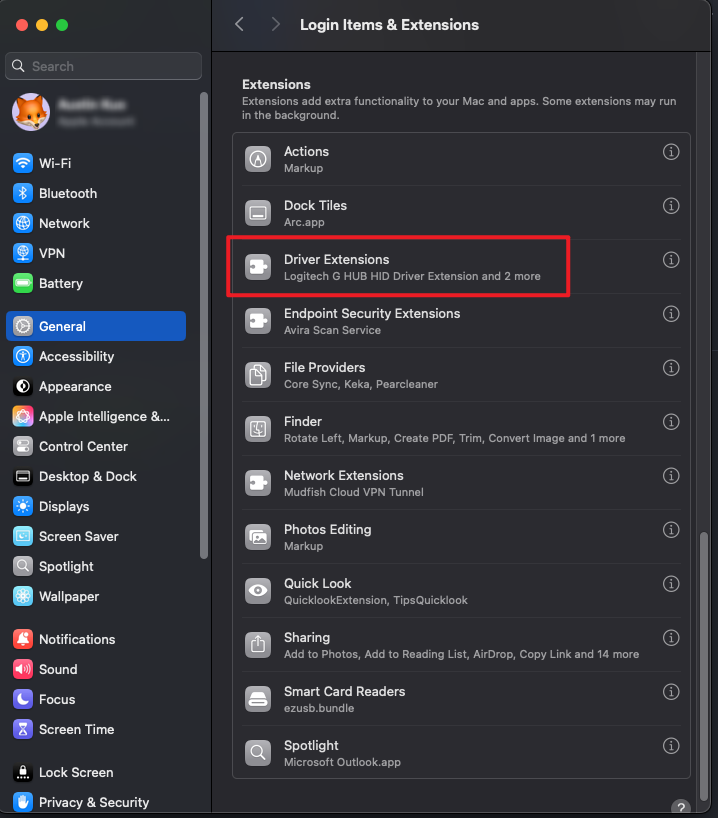 Login Items & Extensions
Search
Wi-Fi
Bluetooth
Network
VPN
Battery
General
Accessibility
Appearance
Apple Intelligence &...
Control Center
Desktop & Dock
Displays
Screen Saver
Spotlight
Wallpaper
Notifications
Sound
Focus
Screen Time
Lock Screen
Privacy & Security
Extensions
Extensions add extra functionality to your Mac and apps. Some extensions may run
in the background.
Actions
Markup
Dock Tiles
Arc.app
Driver Extensions
Logitech G HUB HID Driver Extension and 2 more
Endpoint Security Extensions
Avira Scan Service
File Providers
Core Sync, Keka, Pearcleaner
Finder
Rotate Left, Markup, Create PDF, Trim, Convert Image and 1 more
Network Extensions
Mudfish Cloud VPN Tunnel
Photos Editing
Markup
Quick Look
QuicklookExtension, TipsQuicklook
Sharing
Add to Photos, Add to Reading List, AirDrop, Copy Link and 14 more
Smart Card Readers
ezusb.bundle
Spotlight
Microsoft Outlook.app
?